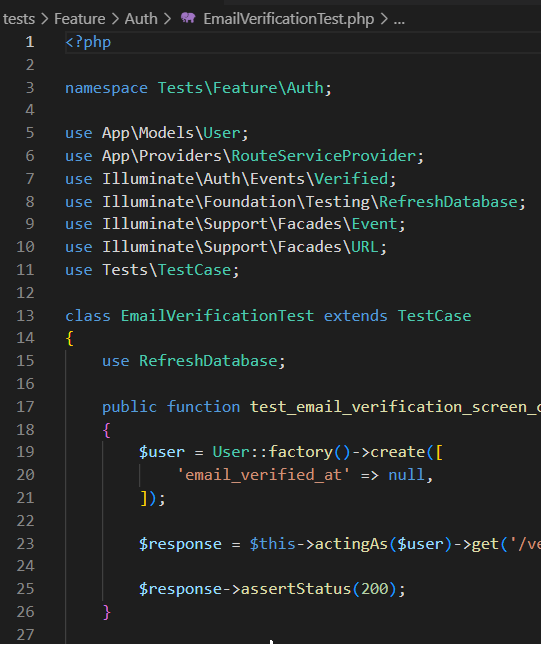 tests > Feature > Auth > EmailVerificationTest.php > ...
1 <?php
2
3 namespace Tests\Feature\Auth;
4
5 use App\Models\User;
6 use App\Providers\RouteServiceProvider;
7 use Illuminate\Auth\Events\Verified;
8 use Illuminate\Foundation\Testing\RefreshDatabase;
9 use Illuminate\Support\Facades\Event;
10 use Illuminate\Support\Facades\URL;
11 use Tests\TestCase;
12
13 class EmailVerificationTest extends TestCase
14 {
15     use RefreshDatabase;
16
17     public function test_email_verification_screen_c
18     {
19         $user = User::factory()->create([
20             'email_verified_at' => null,
21         ]);
22
23         $response = $this->actingAs($user)->get('/ve
24
25         $response->assertStatus(200);
26     }
27